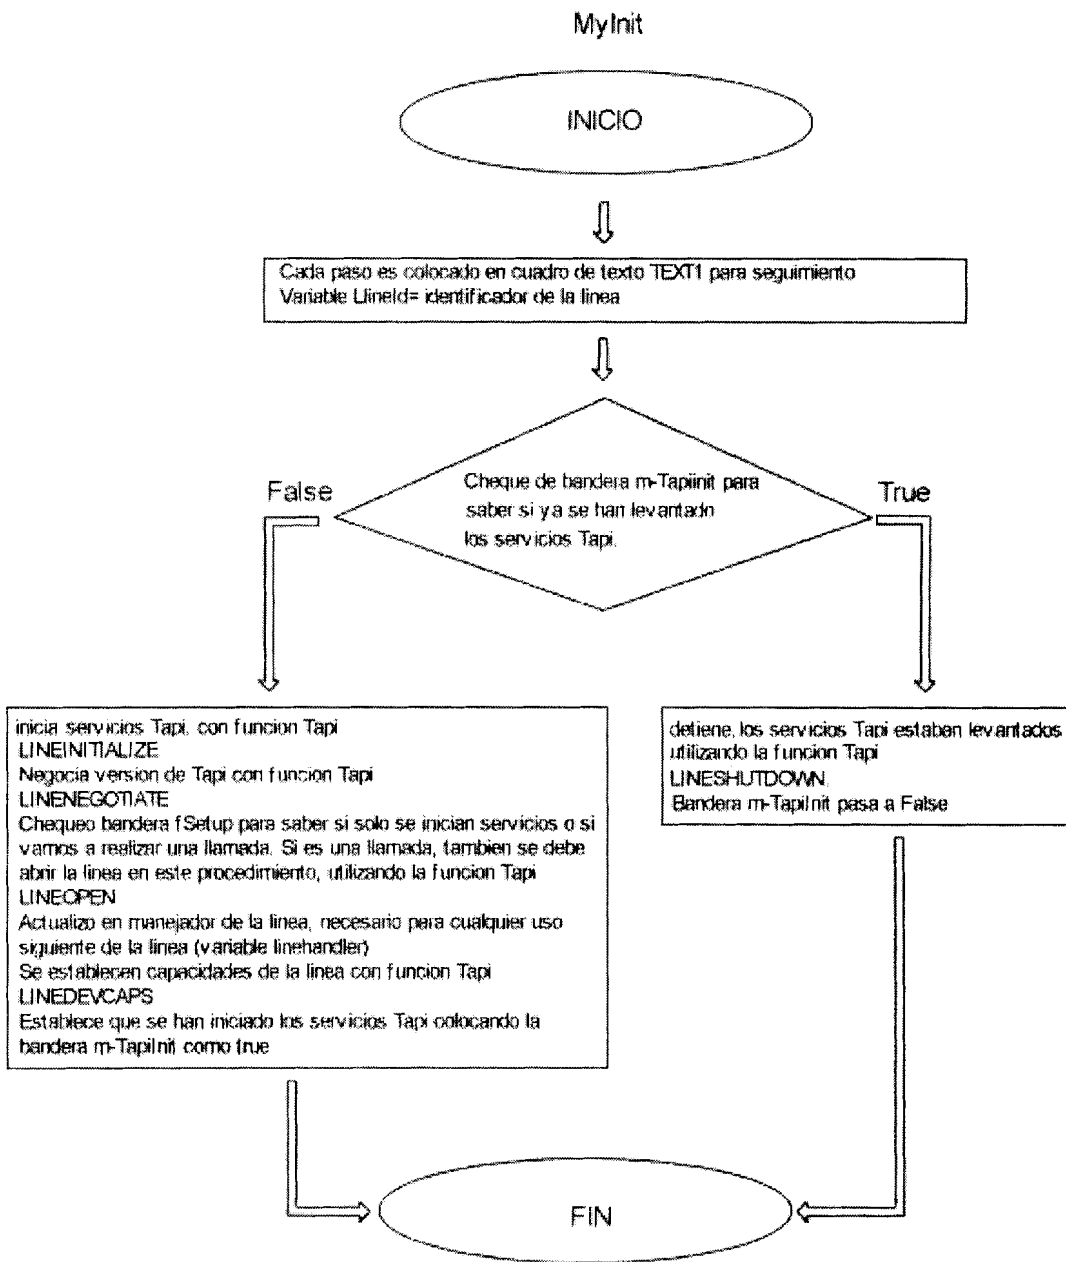 MyInit
INICIO
Cada paso es colocado en cuadro de texto TEXT1 para seguimiento
Variable LlineId= identificador de la linea
False
Cheque de bandera m-Tapiinit para
saber si ya se han levantado
los servicios Tapi.
True
inicia servicios Tapi, con funcion Tapi
LINEINITIALIZE
Negocia version de Tapi con funcion Tapi
LINENEGOTIATE
Chequeo bandera fSetup para saber si solo se inician servicios o si
vamos a realizar una llamada. Si es una llamada, tambien se debe
abrir la linea en este procedimiento, utilizando la funcion Tapi
LINEOPEN
Actualizo en manejador de la linea, necesario para cualquier uso
siguiente de la linea (variable linehandler)
Se establecen capacidades de la linea con funcion Tapi
LINEDEVCAPS
Establece que se han iniciado los servicios Tapi colocando la
bandera m-TapiInit como true
detiene, los servicios Tapi estaban levantados
utilizando la funcion Tapi
LINESHUTDOWN.
Bandera m-TapiInit pasa a False
FIN